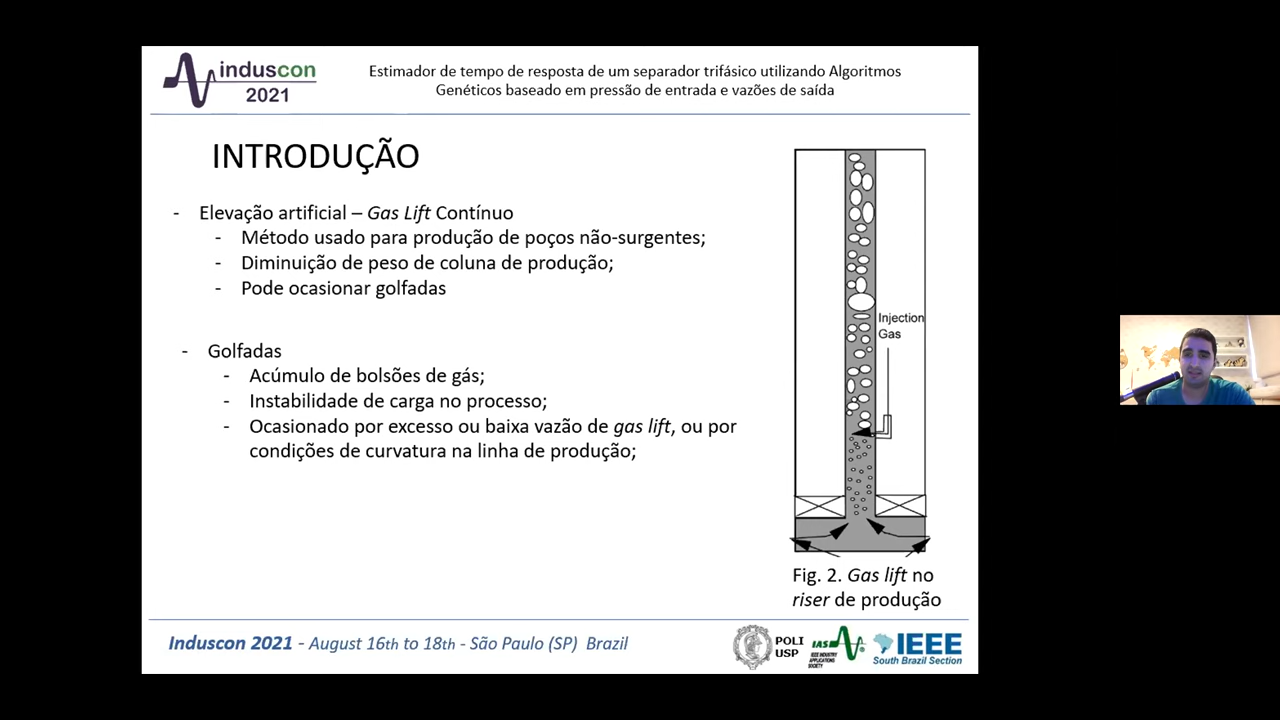 induscon
2021
Estimador de tempo de resposta de um separador trifásico utilizando Algoritmos
Genéticos baseado em pressão de entrada e vazões de saída
INTRODUÇÃO
- Elevação artificial – Gas Lift Contínuo
- Método usado para produção de poços não-surgentes;
- Diminuição de peso de coluna de produção;
- Pode ocasionar golfadas
- Golfadas
- Acúmulo de bolsões de gás;
- Instabilidade de carga no processo;
- Ocasionado por excesso ou baixa vazão de gas lift, ou por
condições de curvatura na linha de produção;
Injection
Gas
Fig. 2. Gas lift no
riser de produção
Induscon 2021 - August 16th to 18th - São Paulo (SP) Brazil
POLI
USP
IAS
IEEE INDUSTRY
APPLICATIONS
SOCIETY
IEEE
South Brazil Section